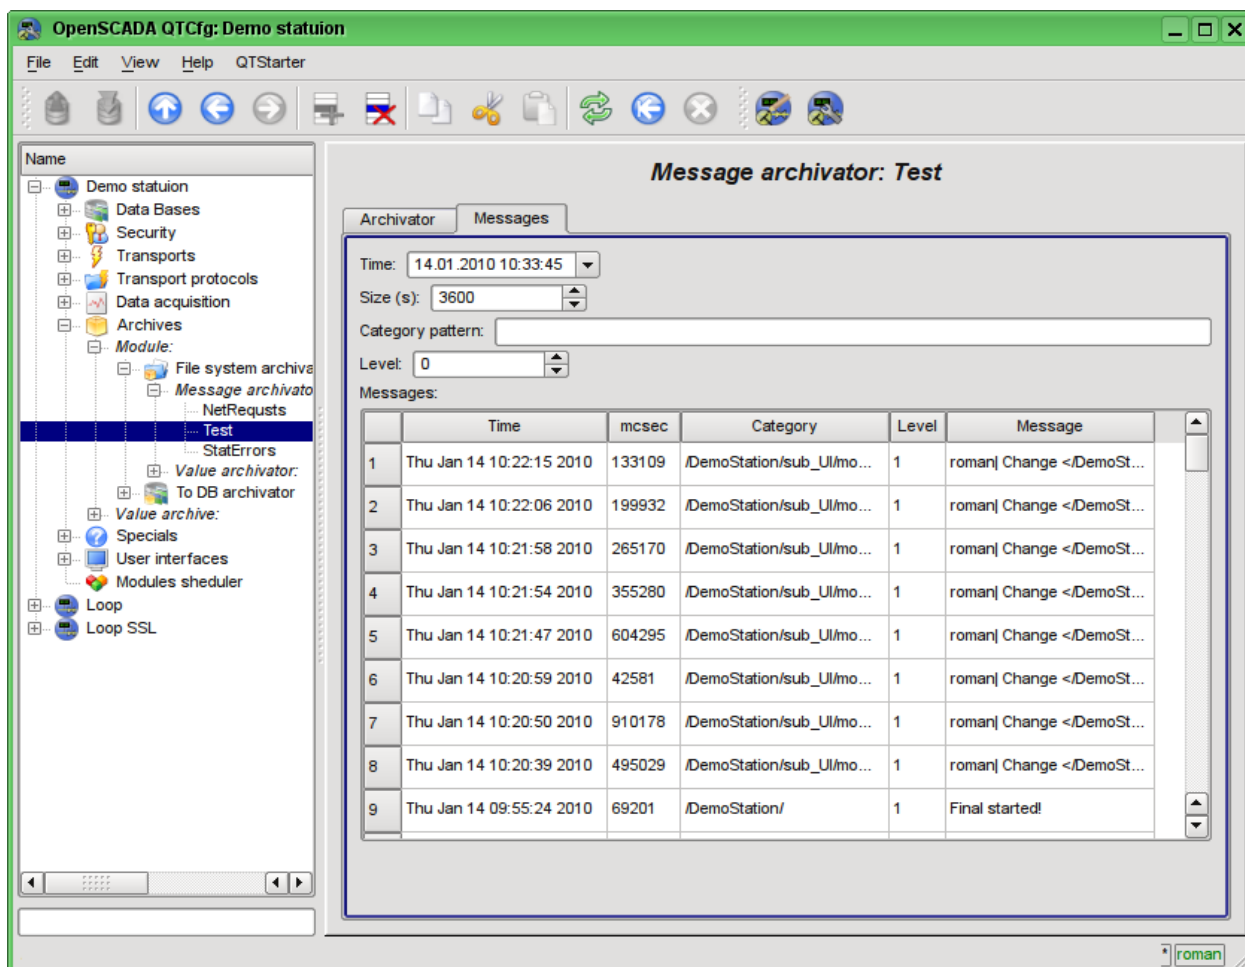 OpenSCADA QTCfg: Demo statuion
File Edit View Help QTStarter
Name
Demo statuion
Data Bases
Security
Transports
Transport protocols
Data acquisition
Archives
Module:
File system archiva
Message archivato
NetRequsts
Test
StatErrors
Value archivator:
To DB archivator
Value archive:
Specials
User interfaces
Modules sheduler
Loop
Loop SSL
Message archivator: Test
Archivator Messages
Time: 14.01.2010 10:33:45
Size (s): 3600
Category pattern:
Level: 0
Messages:
Time mcsec Category Level Message
1 Thu Jan 14 10:22:15 2010 133109 /DemoStation/sub_UI/mo... 1 roman| Change </DemoSt...
2 Thu Jan 14 10:22:06 2010 199932 /DemoStation/sub_UI/mo... 1 roman| Change </DemoSt...
3 Thu Jan 14 10:21:58 2010 265170 /DemoStation/sub_UI/mo... 1 roman| Change </DemoSt...
4 Thu Jan 14 10:21:54 2010 355280 /DemoStation/sub_UI/mo... 1 roman| Change </DemoSt...
5 Thu Jan 14 10:21:47 2010 604295 /DemoStation/sub_UI/mo... 1 roman| Change </DemoSt...
6 Thu Jan 14 10:20:59 2010 42581 /DemoStation/sub_UI/mo... 1 roman| Change </DemoSt...
7 Thu Jan 14 10:20:50 2010 910178 /DemoStation/sub_UI/mo... 1 roman| Change </DemoSt...
8 Thu Jan 14 10:20:39 2010 495029 /DemoStation/sub_UI/mo... 1 roman| Change </DemoSt...
9 Thu Jan 14 09:55:24 2010 69201 /DemoStation/ 1 Final started!
* roman